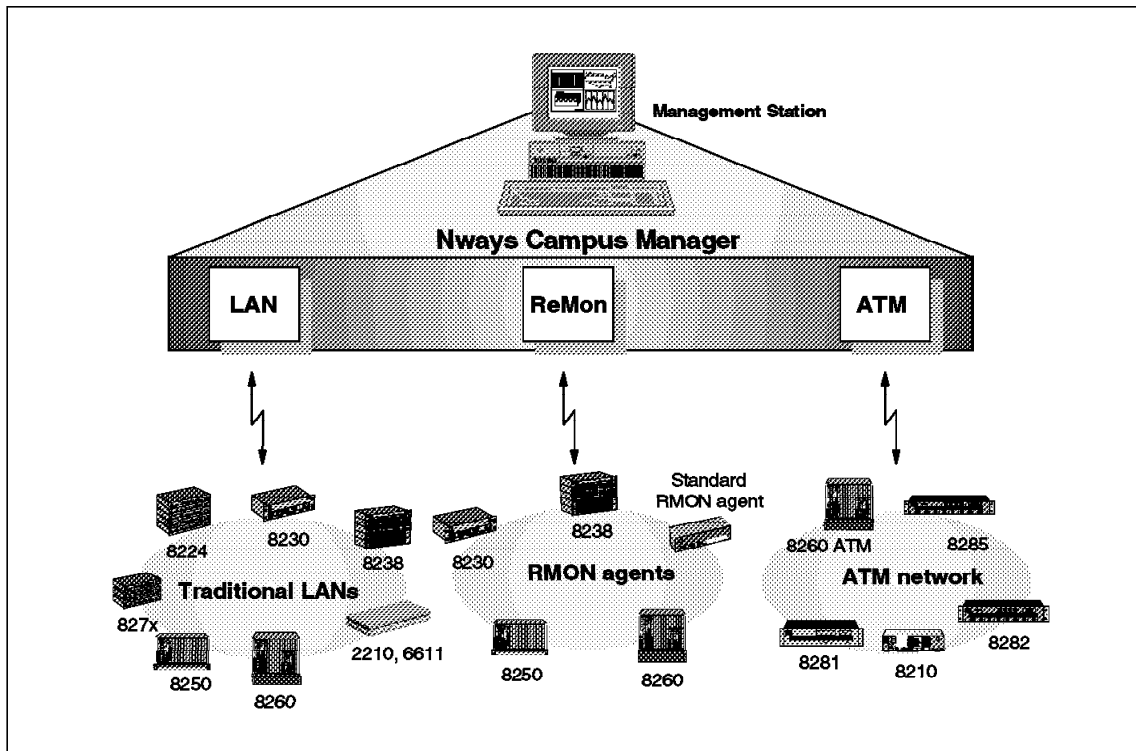 Management Station
Nways Campus Manager
LAN
ReMon
ATM
Standard
RMON agent
8224
8230
8238
827x
Traditional LANs
8250
8260
2210, 6611
8230
8238
RMON agents
8250
8260
8260 ATM
8285
ATM network
8281
8210
8282